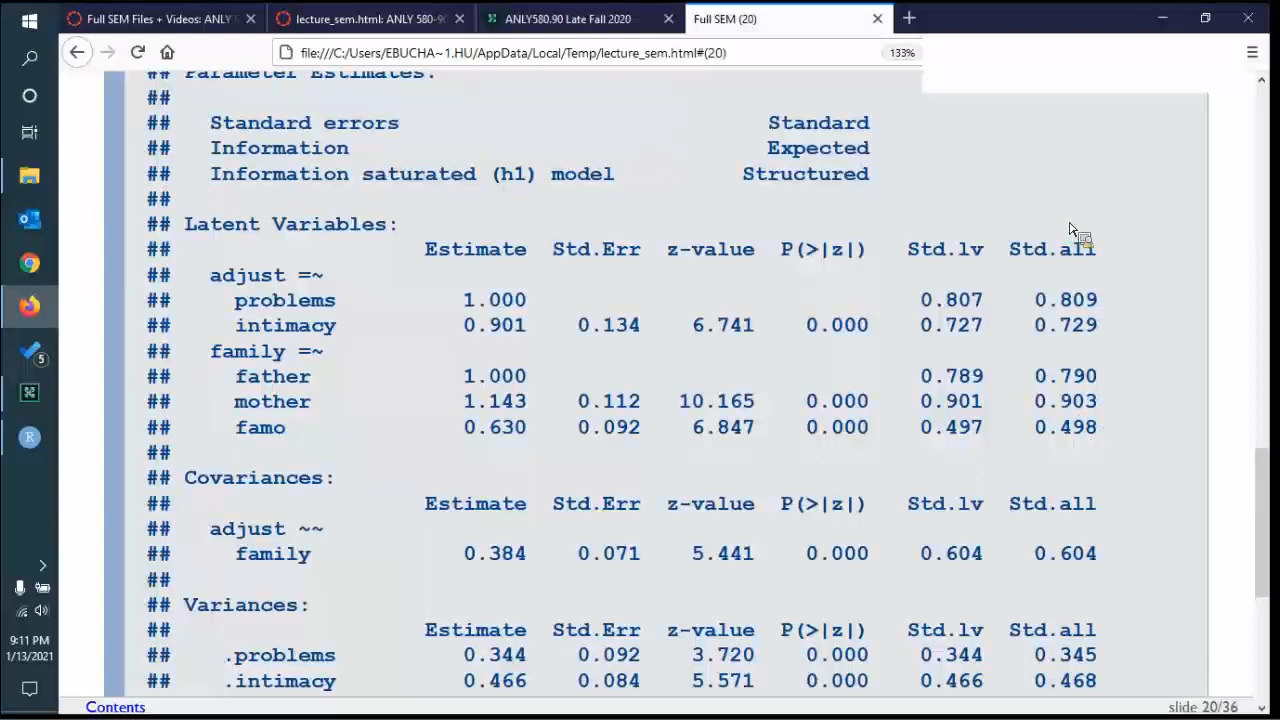 Full SEM Files + Videos: ANLY
lecture_sem.html: ANLY 580-90
ANLY580.90 Late Fall 2020
Full SEM (20)
file:///C:/Users/EBUCHA~1.HU/AppData/Local/Temp/lecture_sem.html#(20)
133%
## Parameter Estimates:
##
## Standard errors Standard
## Information Expected
## Information saturated (h1) model Structured
##
## Latent Variables:
## Estimate Std.Err z-value P(>|z|) Std.lv Std.all
## adjust =~
## problems 1.000 0.807 0.809
## intimacy 0.901 0.134 6.741 0.000 0.727 0.729
## family =~
## father 1.000 0.789 0.790
## mother 1.143 0.112 10.165 0.000 0.901 0.903
## famo 0.630 0.092 6.847 0.000 0.497 0.498
##
## Covariances:
## Estimate Std.Err z-value P(>|z|) Std.lv Std.all
## adjust ~~
## family 0.384 0.071 5.441 0.000 0.604 0.604
##
## Variances:
## Estimate Std.Err z-value P(>|z|) Std.lv Std.all
## .problems 0.344 0.092 3.720 0.000 0.344 0.345
## .intimacy 0.466 0.084 5.571 0.000 0.466 0.468
Contents
slide 20/36
5
R
9:11 PM
1/13/2021